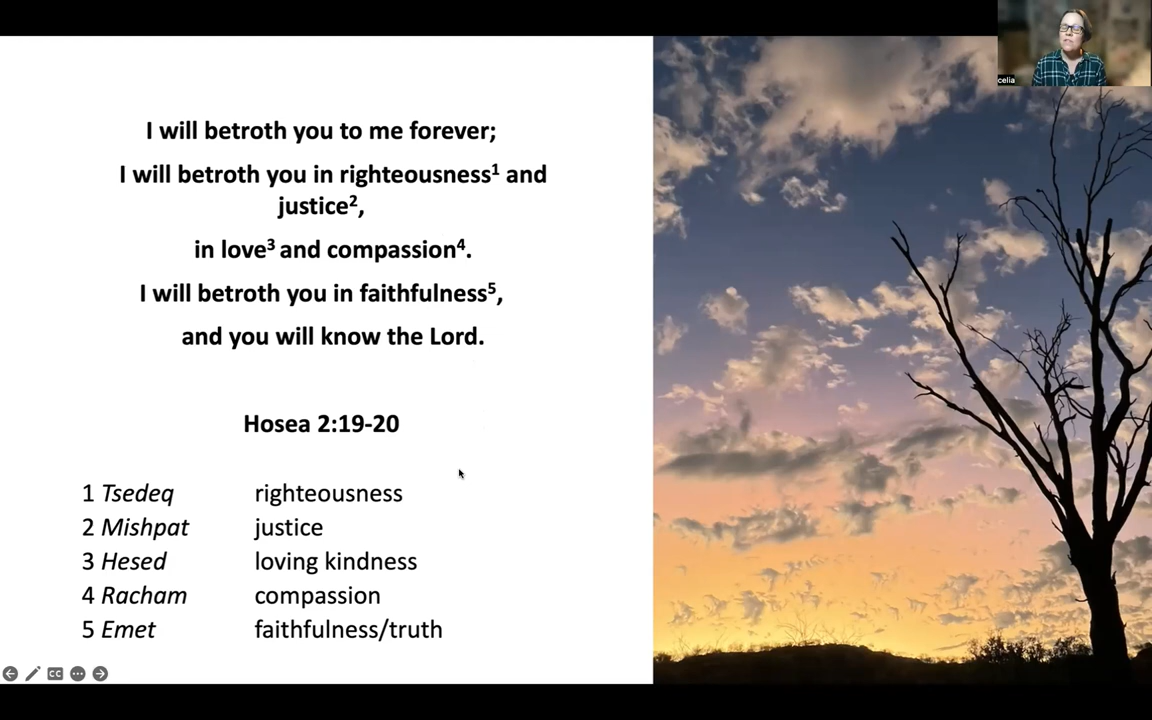 celia
I will betroth you to me forever;
I will betroth you in righteousness¹ and
justice²,
in love³ and compassion⁴.
I will betroth you in faithfulness⁵,
and you will know the Lord.
Hosea 2:19-20
1 Tsedeq righteousness
2 Mishpat justice
3 Hesed loving kindness
4 Racham compassion
5 Emet faithfulness/truth
CC